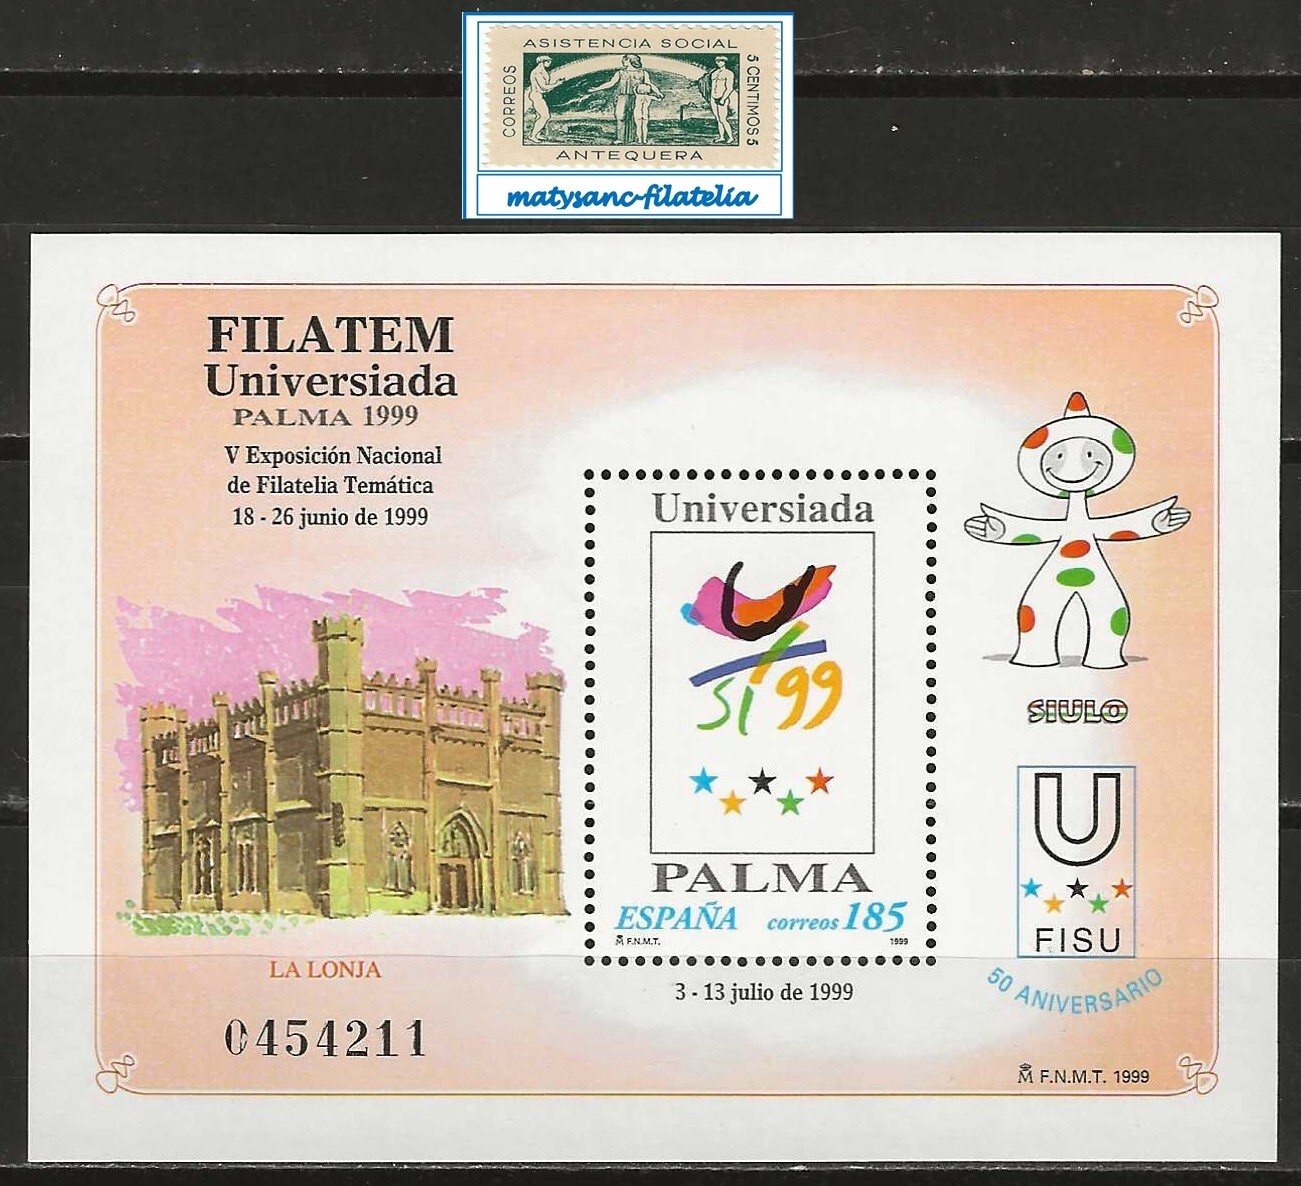 ASISTENCIA SOCIAL
CORREOS
5 CENTIMOS 5
ANTEQUERA
matysanc-filatelia
FILATEM
Universiada
PALMA 1999
V Exposición Nacional
de Filatelia Temática
18 - 26 junio de 1999
LA LONJA
0454211
Universiada
SI 99
PALMA
ESPAÑA correos 185
M F.N.M.T. 1999
3 - 13 julio de 1999
SIULO
U
FISU
50 ANIVERSARIO
M F.N.M.T. 1999